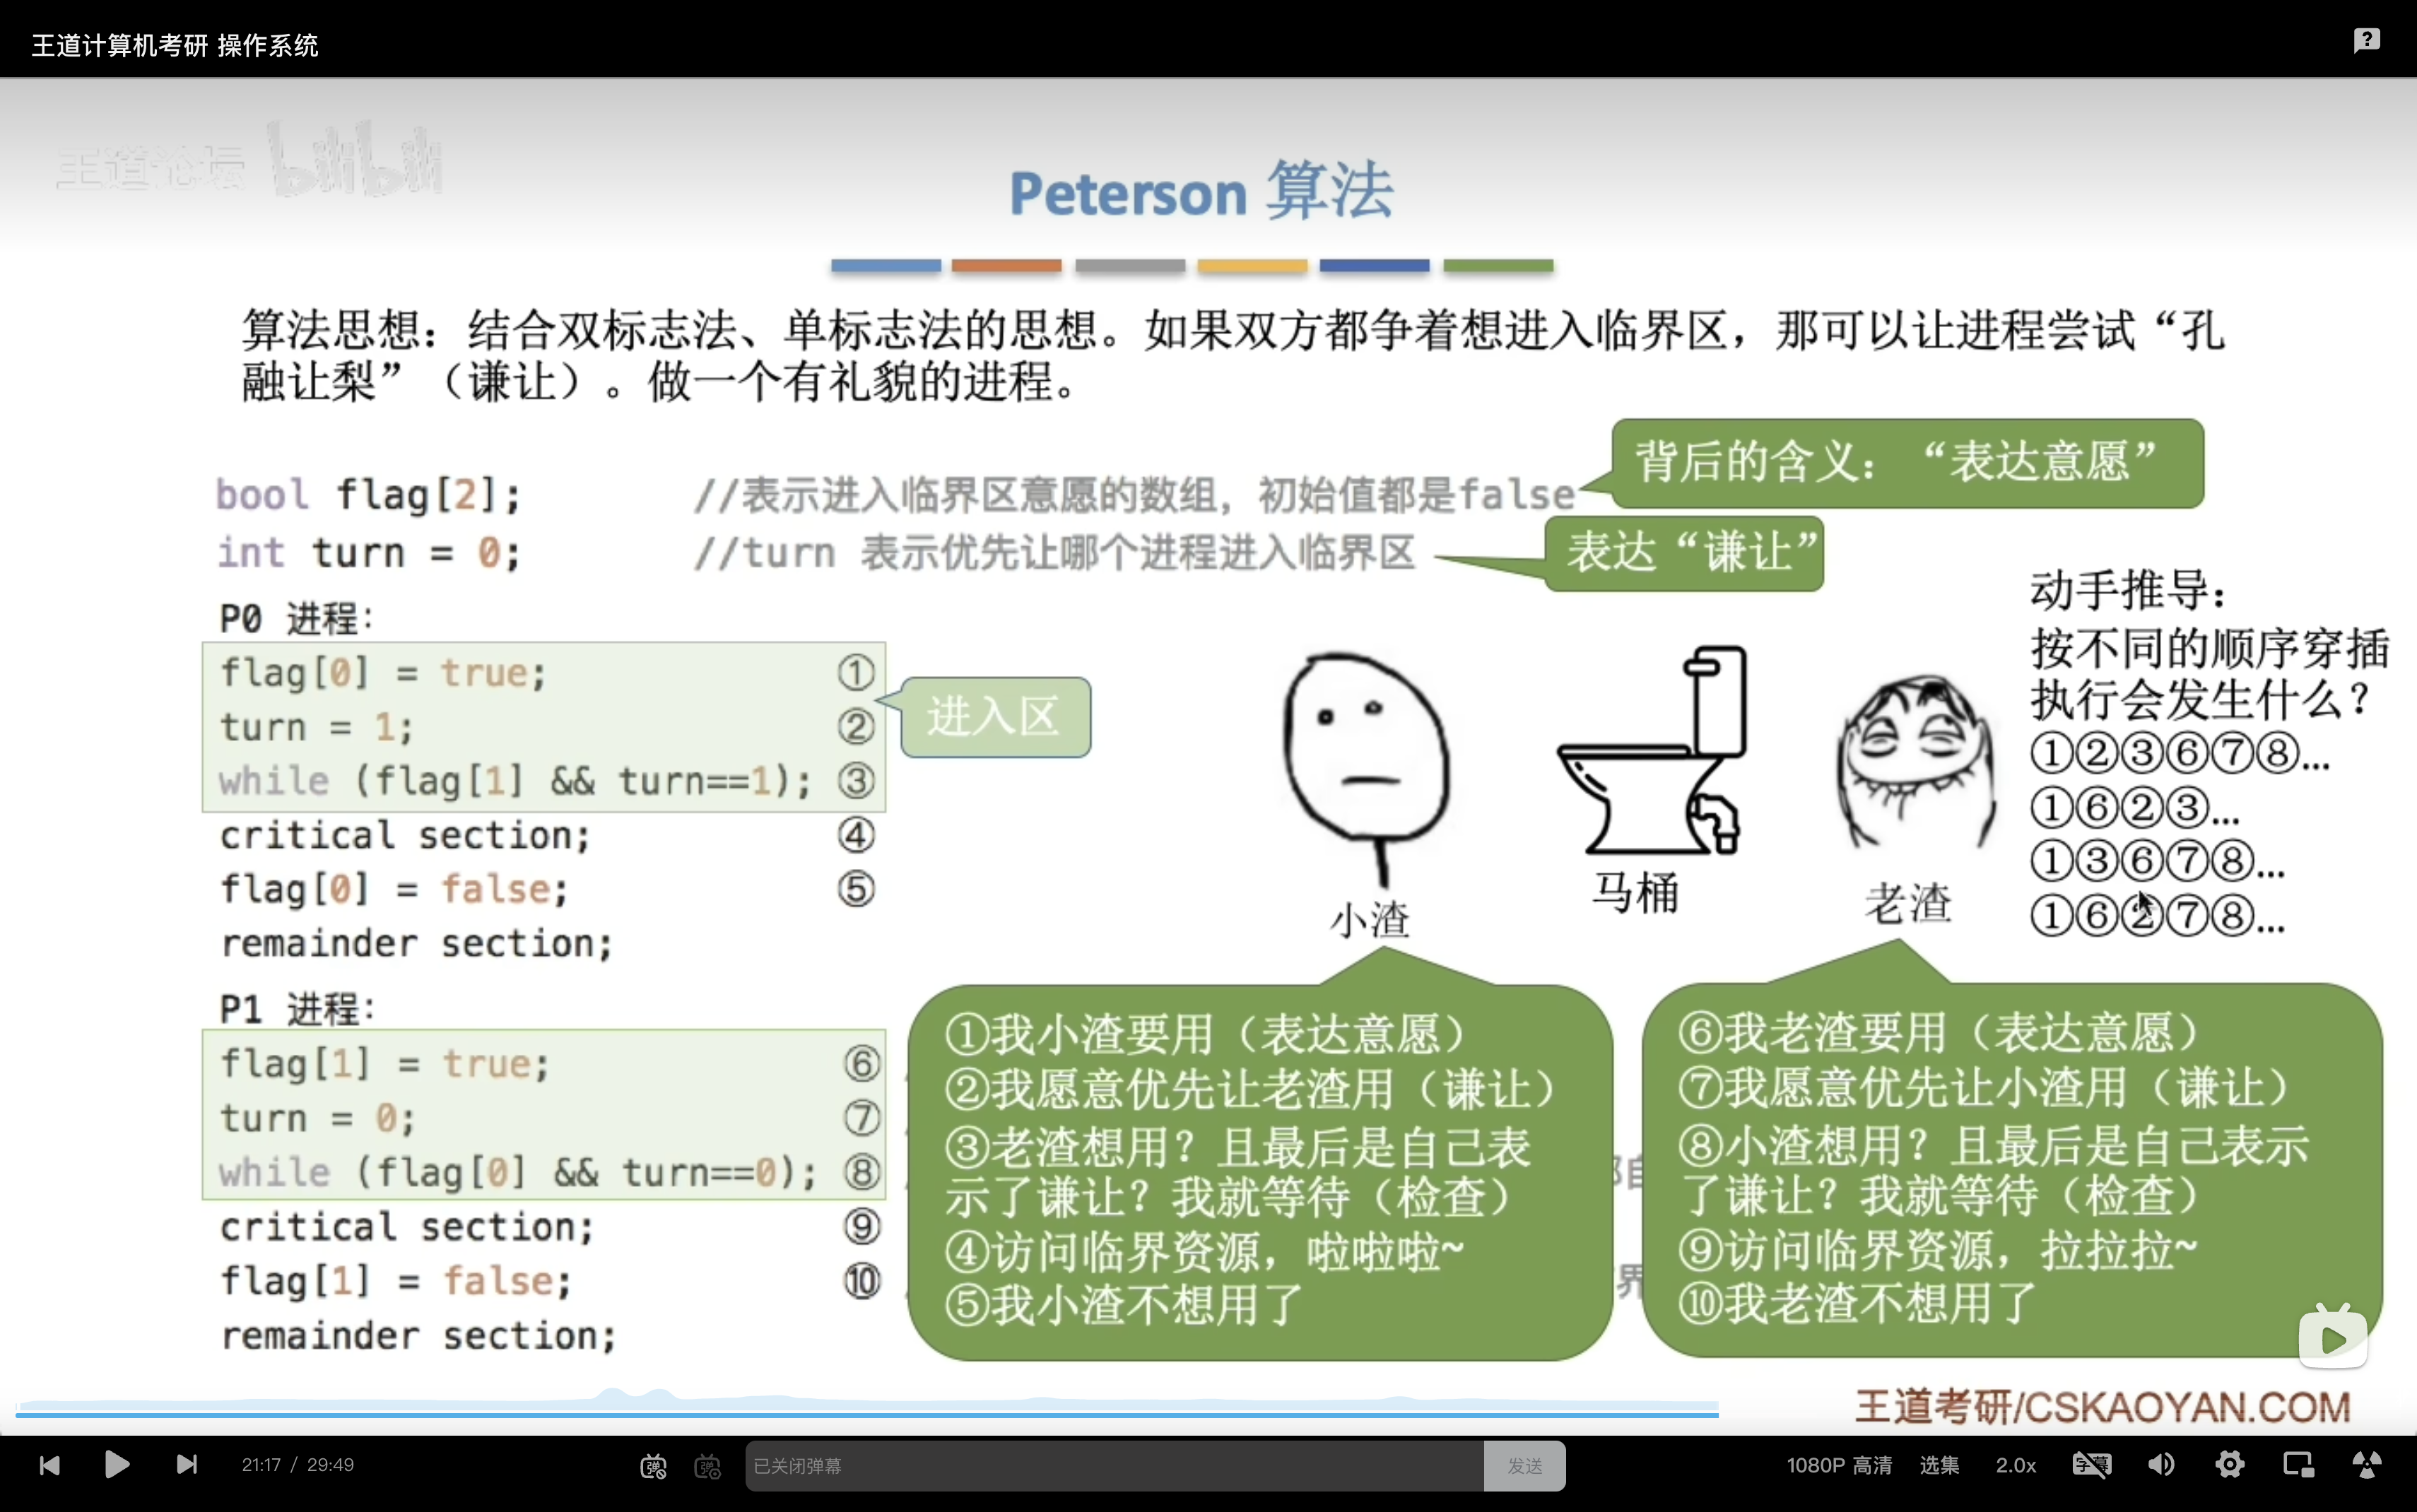 王道计算机考研 操作系统
王道论坛 bilibili
Peterson 算法
算法思想：结合双标志法、单标志法的思想。如果双方都争着想进入临界区，那可以让进程尝试“孔
融让梨”（谦让）。做一个有礼貌的进程。
背后的含义：“表达意愿”
bool flag[2]; //表示进入临界区意愿的数组，初始值都是false
int turn = 0; //turn 表示优先让哪个进程进入临界区
表达“谦让”
P0 进程：
flag[0] = true; ①
turn = 1; ②
while (flag[1] && turn==1); ③
critical section; ④
flag[0] = false; ⑤
remainder section;
进入区
P1 进程：
flag[1] = true; ⑥
turn = 0; ⑦
while (flag[0] && turn==0); ⑧
critical section; ⑨
flag[1] = false; ⑩
remainder section;
小渣
马桶
老渣
动手推导：
按不同的顺序穿插
执行会发生什么？
①②③⑥⑦⑧...
①⑥②③...
①③⑥⑦⑧...
①⑥②⑦⑧...
①我小渣要用（表达意愿）
②我愿意优先让老渣用（谦让）
③老渣想用？且最后是自己表
示了谦让？我就等待（检查）
④访问临界资源，啦啦啦~
⑤我小渣不想用了
⑥我老渣要用（表达意愿）
⑦我愿意优先让小渣用（谦让）
⑧小渣想用？且最后是自己表示
了谦让？我就等待（检查）
⑨访问临界资源，拉拉拉~
⑩我老渣不想用了
王道考研/CSKAOYAN.COM
21:17 / 29:49
弹
弹
已关闭弹幕
发送
1080P 高清
选集
2.0x
字幕